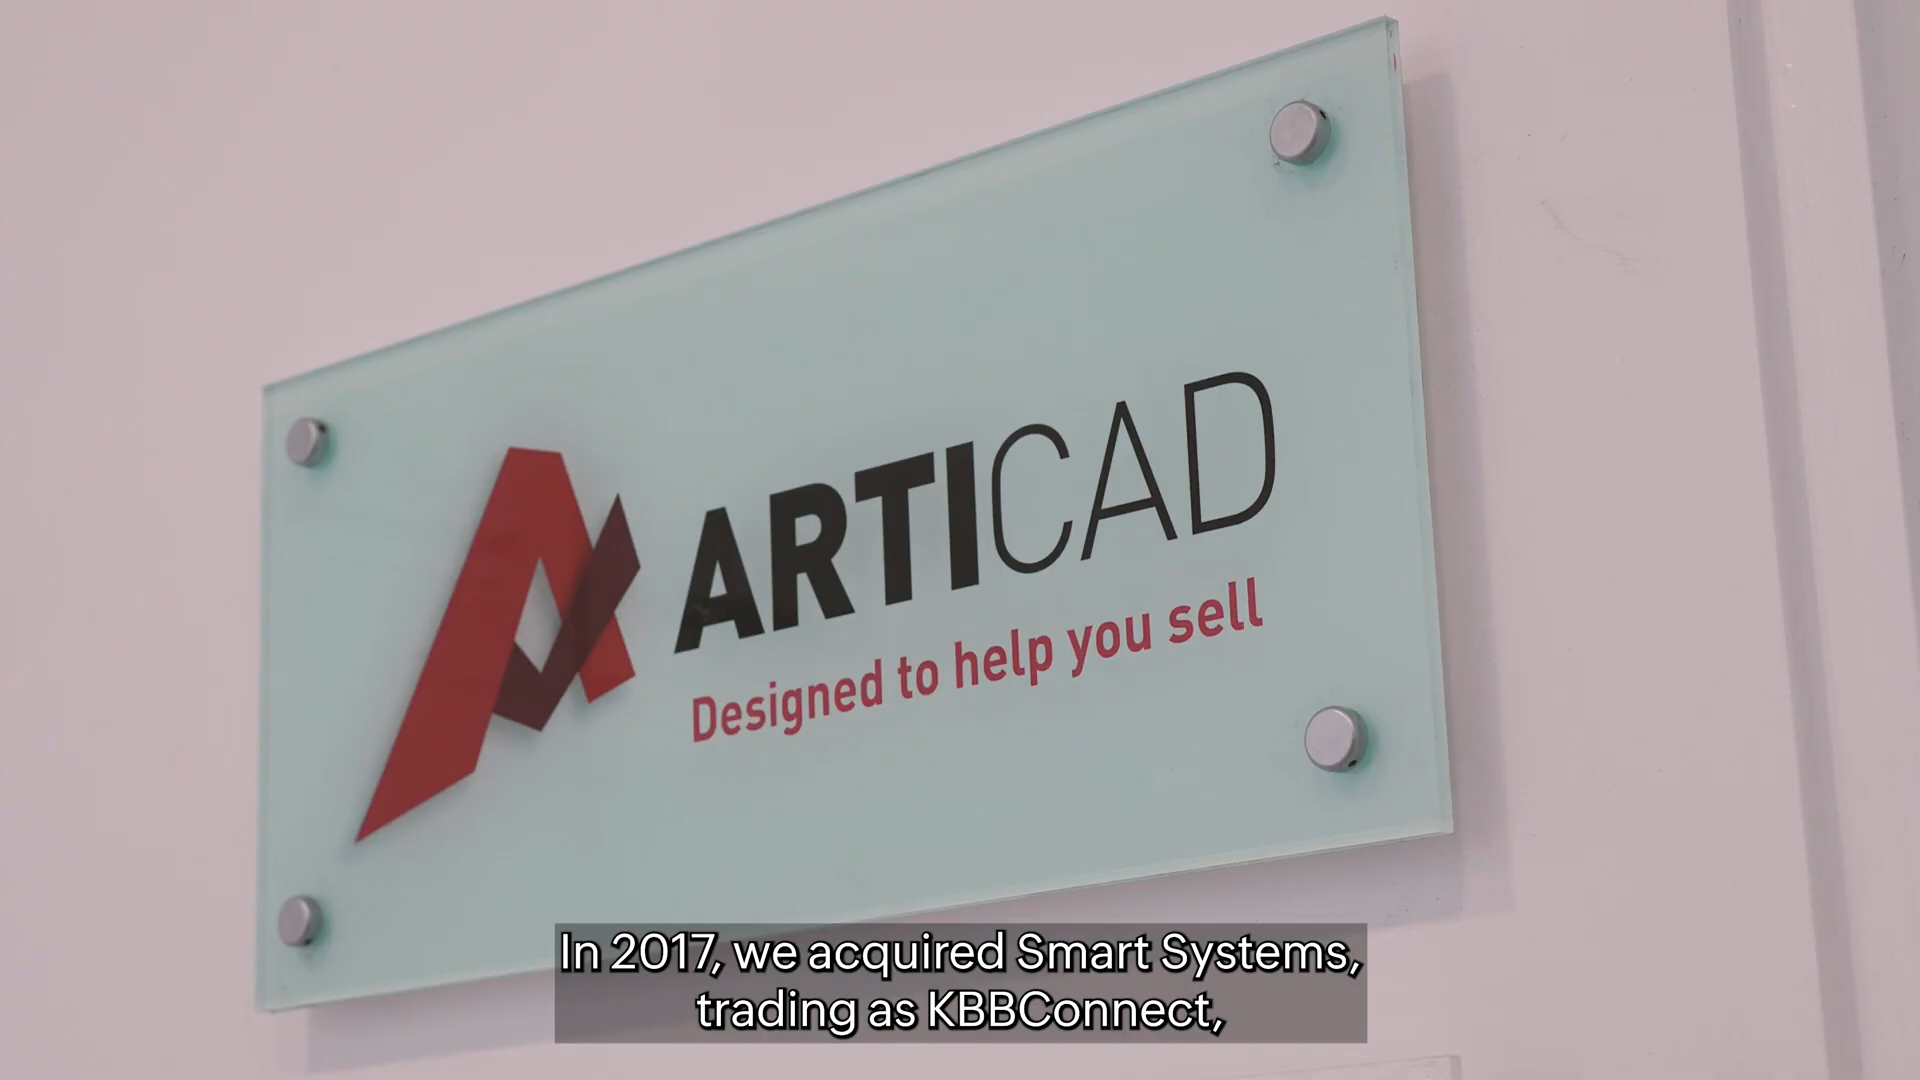 ARTICAD
Designed to help you sell
In 2017, we acquired Smart Systems,
trading as KBBConnect,